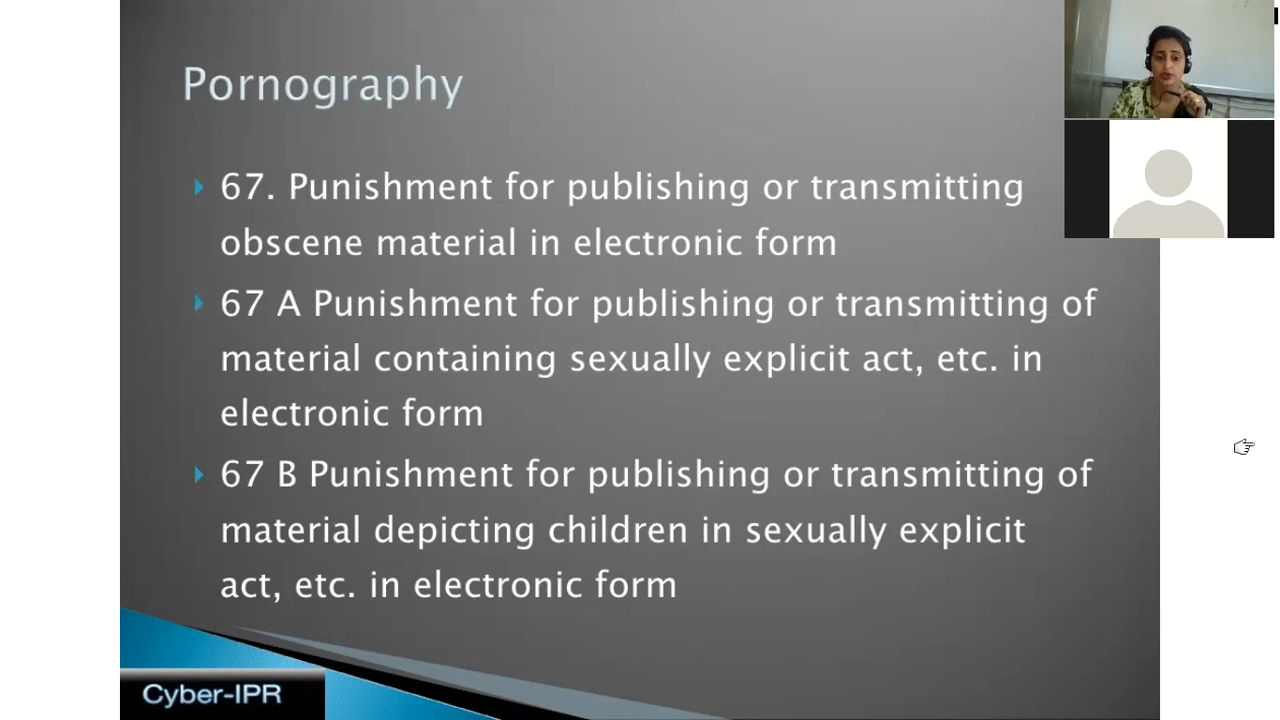 Pornography
67. Punishment for publishing or transmitting
obscene material in electronic form
67 A Punishment for publishing or transmitting of
material containing sexually explicit act, etc. in
electronic form
67 B Punishment for publishing or transmitting of
material depicting children in sexually explicit
act, etc. in electronic form
Cyber-IPR